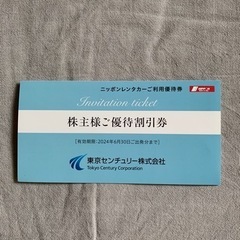 ニッポンレンタカーご利用優待券
Invitation ticket
株主様ご優待割引券
[有効期間:2024年6月30日ご出発分まで]
東京センチュリー株式会社
Tokyo Century Corporation